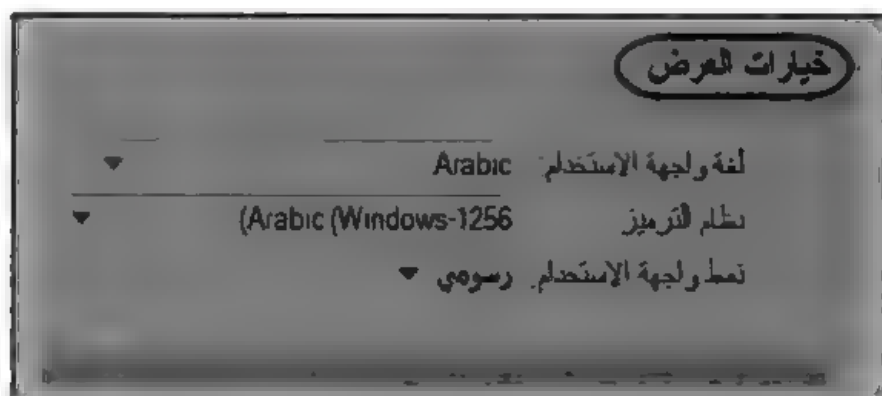 خيارات العرض
لغة واجهة الاستخدام: Arabic
نظام الترميز Arabic (Windows-1256)
نمط واجهة الاستخدام. رسومي